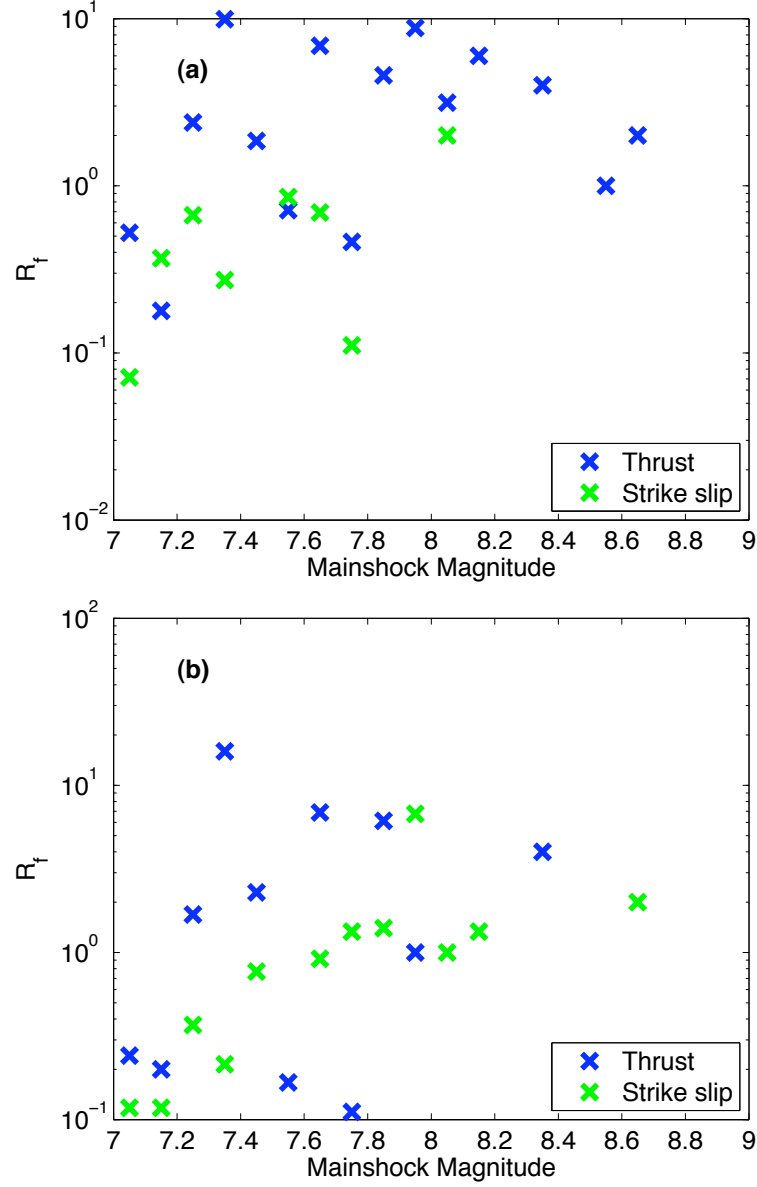 10^1
(a)
10^0
R_f
10^-1
Thrust
Strike slip
10^-2
7 7.2 7.4 7.6 7.8 8 8.2 8.4 8.6 8.8 9
Mainshock Magnitude
10^2
(b)
10^1
R_f
10^0
Thrust
Strike slip
10^-1
7 7.2 7.4 7.6 7.8 8 8.2 8.4 8.6 8.8 9
Mainshock Magnitude